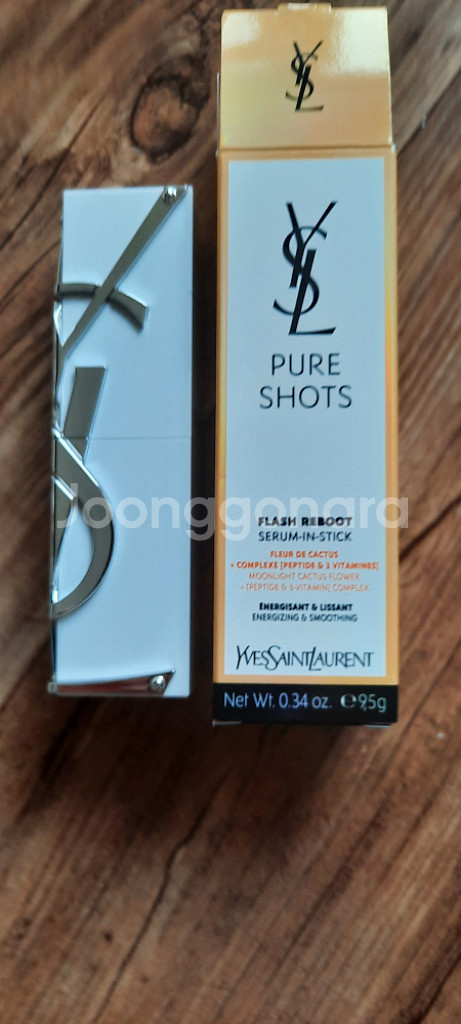 YSL
YSL
PURE
SHOTS
Joonggonara
FLASH REBOOT
SERUM-IN-STICK
FLEUR DE CACTUS
+ COMPLEXE [PEPTIDE & 3 VITAMINES]
MOONLIGHT CACTUS FLOWER
+ [PEPTIDE & 3-VITAMIN] COMPLEX
ÉNERGISANT & LISSANT
ENERGIZING & SMOOTHING
YVESSAINTLAURENT
Net Wt. 0.34 oz. ℮ 9,5g